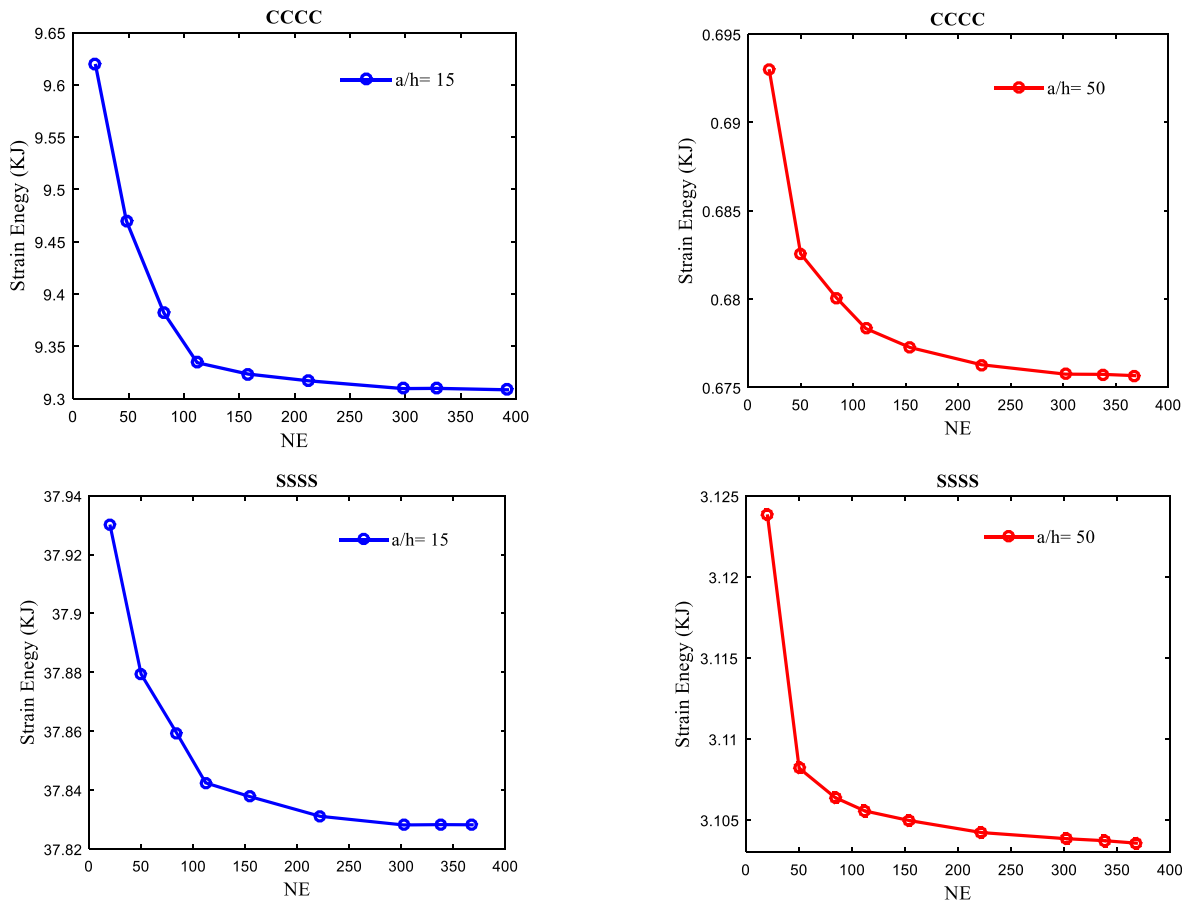 CCCC
9.65
9.6
9.55
9.5
9.45
9.4
9.35
9.3
Strain Enegy (KJ)
a/h= 15
0 50 100 150 200 250 300 350 400
NE
CCCC
0.695
0.69
0.685
0.68
0.675
Strain Enegy (KJ)
a/h= 50
0 50 100 150 200 250 300 350 400
NE
SSSS
37.94
37.92
37.9
37.88
37.86
37.84
37.82
Strain Enegy (KJ)
a/h= 15
0 50 100 150 200 250 300 350 400
NE
SSSS
3.125
3.12
3.115
3.11
3.105
Strain Enegy (KJ)
a/h= 50
0 50 100 150 200 250 300 350 400
NE